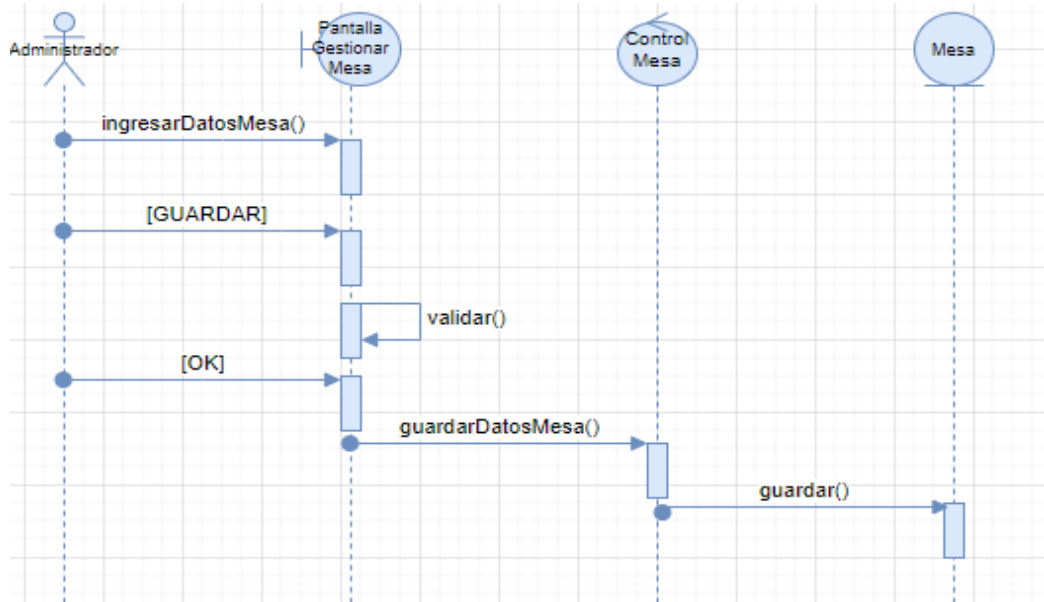 Administrador
Pantalla
Gestionar
Mesa
Control
Mesa
Mesa
ingresarDatosMesa()
[GUARDAR]
validar()
[OK]
guardarDatosMesa()
guardar()